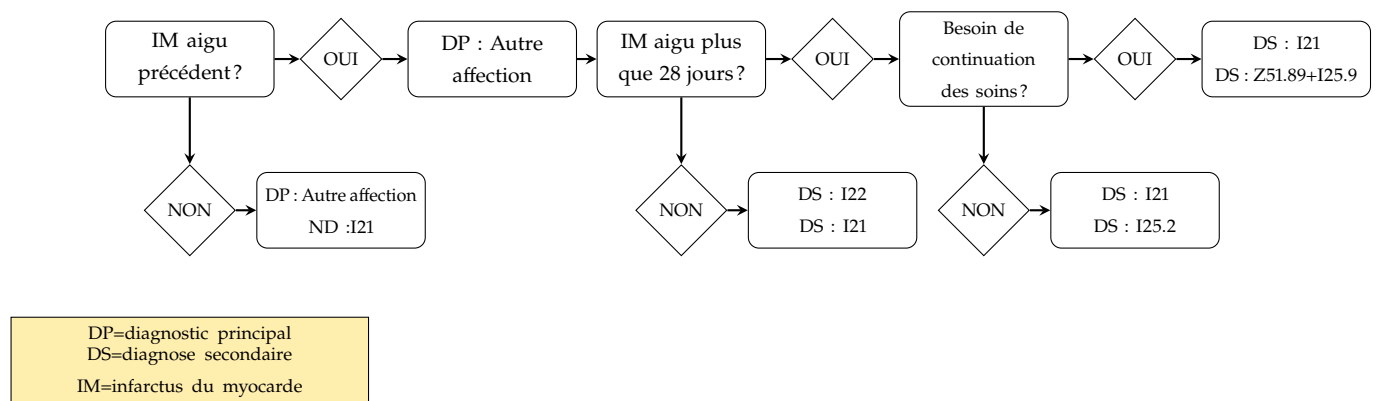 IM aigu
précédent?
OUI
DP : Autre
affection
IM aigu plus
que 28 jours?
OUI
Besoin de
continuation
des soins?
OUI
DS : I21
DS : Z51.89+I25.9
NON
DP : Autre affection
ND :I21
NON
DS : I22
DS : I21
NON
DS : I21
DS : I25.2
DP=diagnostic principal
DS=diagnose secondaire
IM=infarctus du myocarde